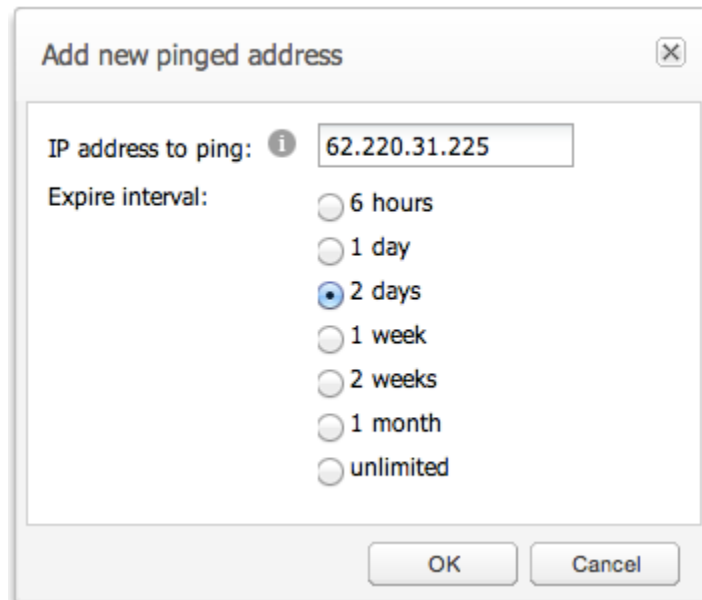 Add new pinged address
IP address to ping: 62.220.31.225
Expire interval:
6 hours
1 day
2 days
1 week
2 weeks
1 month
unlimited
OK Cancel